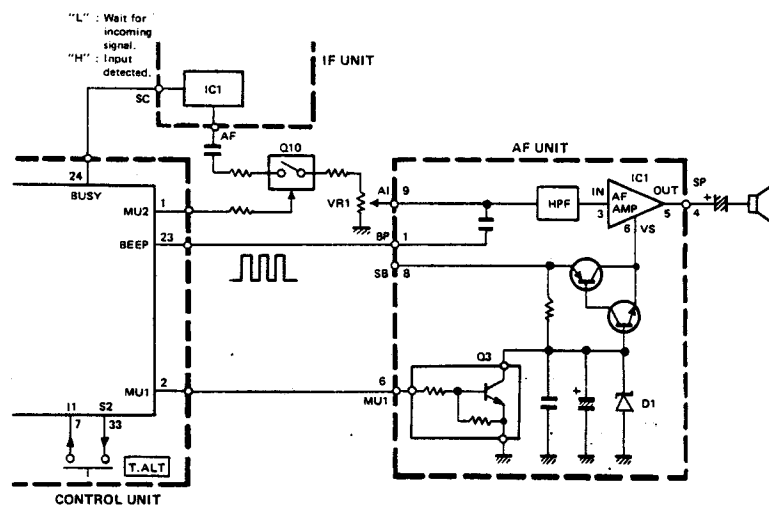 "L" : Wait for
incoming
signal.
"H" : Input
detected.
IF UNIT
IC1
SC
AF
Q10
AF UNIT
24
BUSY
MU2
1
VR1
AI
9
HPF
IN
3
IC1
AF
AMP
OUT
5
SP
+
4
6
VS
BEEP
23
BP
1
SB
8
Q3
MU1
2
6
MU1
+
D1
I1
7
S2
33
T.ALT
CONTROL UNIT